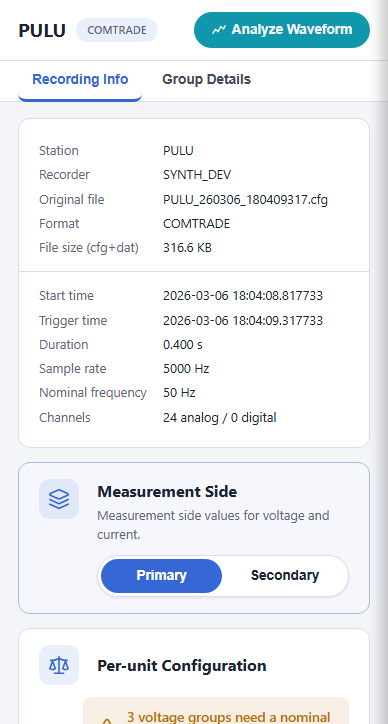 PULU COMTRADE Analyze Waveform
Recording Info Group Details
Station PULU
Recorder SYNTH_DEV
Original file PULU_260306_180409317.cfg
Format COMTRADE
File size (cfg+dat) 316.6 KB
Start time 2026-03-06 18:04:08.817733
Trigger time 2026-03-06 18:04:09.317733
Duration 0.400 s
Sample rate 5000 Hz
Nominal frequency 50 Hz
Channels 24 analog / 0 digital
Measurement Side
Measurement side values for voltage and
current.
Primary Secondary
Per-unit Configuration
3 voltage groups need a nominal